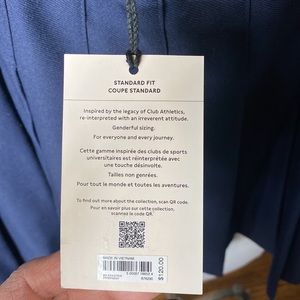 STANDARD FIT
COUPE STANDARD
Inspired by the legacy of Club Athletics,
re-interpreted with an irreverent attitude.
Genderful sizing.
For everyone and every journey.
Cette gamme inspirée des clubs de sports
universitaires est réinterprétée avec
une touche désinvolte.
Tailles non genrées.
Pour tout le monde et toutes les aventures.
To find out more about the collection, scan QR code.
Pour en savoir plus sur cette collection,
scannez le code QR.
MADE IN VIETNAM
$120.00